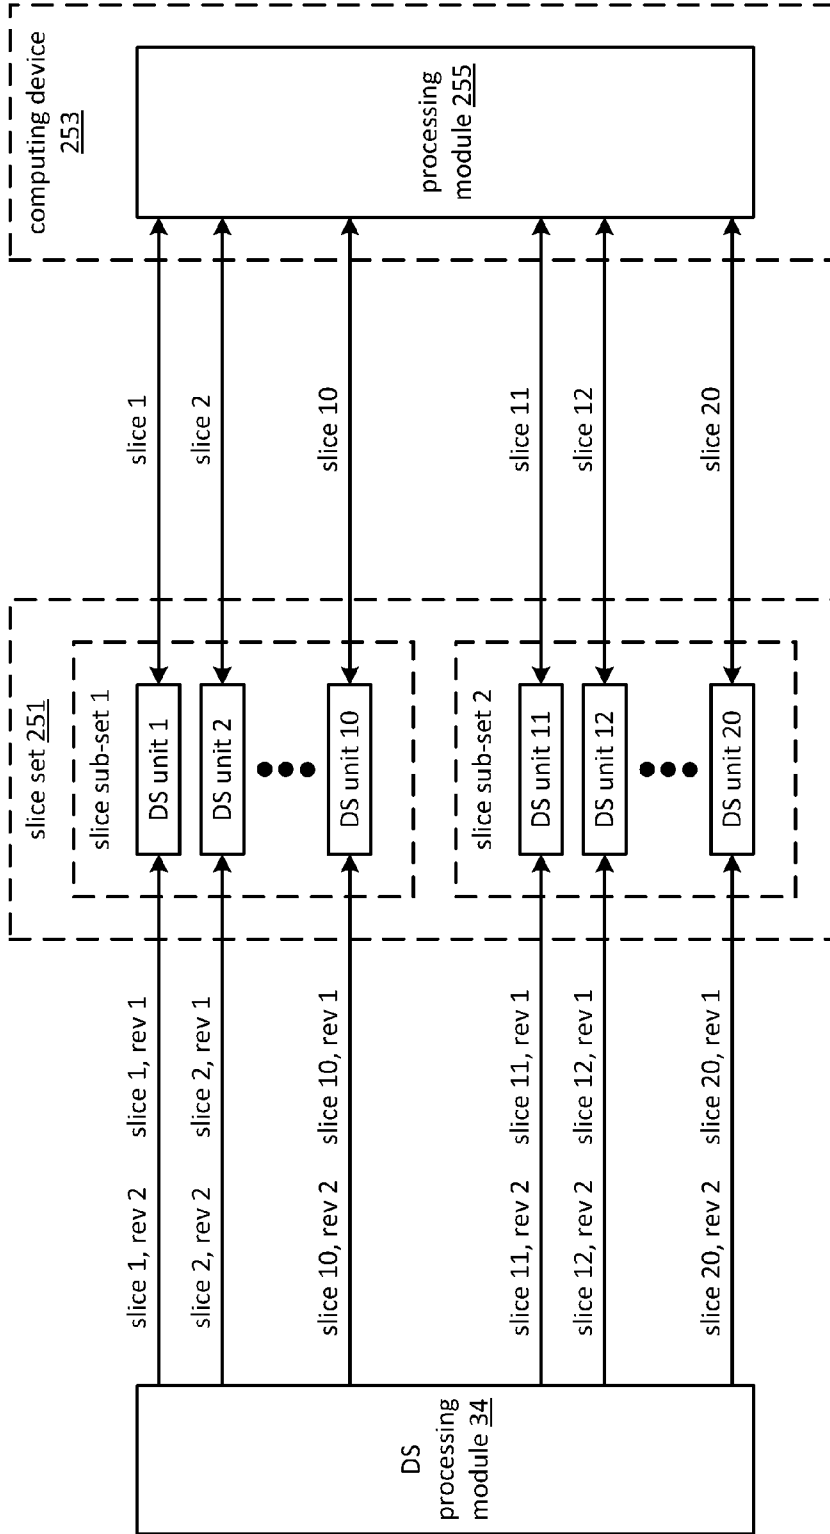 DS
processing
module 34
slice 1, rev 2
slice 1, rev 1
slice 2, rev 2
slice 2, rev 1
slice 10, rev 2
slice 10, rev 1
slice 11, rev 2
slice 11, rev 1
slice 12, rev 2
slice 12, rev 1
slice 20, rev 2
slice 20, rev 1
slice set 251
slice sub-set 1
DS unit 1
DS unit 2
DS unit 10
slice sub-set 2
DS unit 11
DS unit 12
DS unit 20
slice 1
slice 2
slice 10
slice 11
slice 12
slice 20
computing device
253
processing
module 255